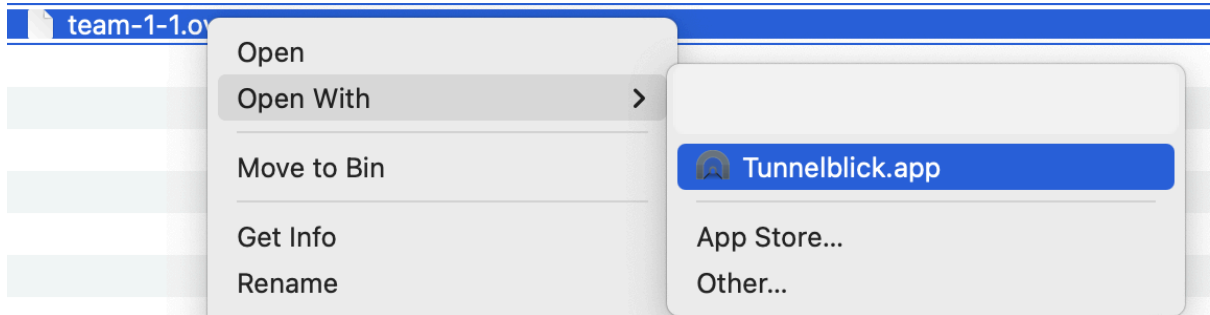 team-1-1.ov
Open
Open With
Move to Bin
Get Info
Rename
Tunnelblick.app
App Store...
Other...